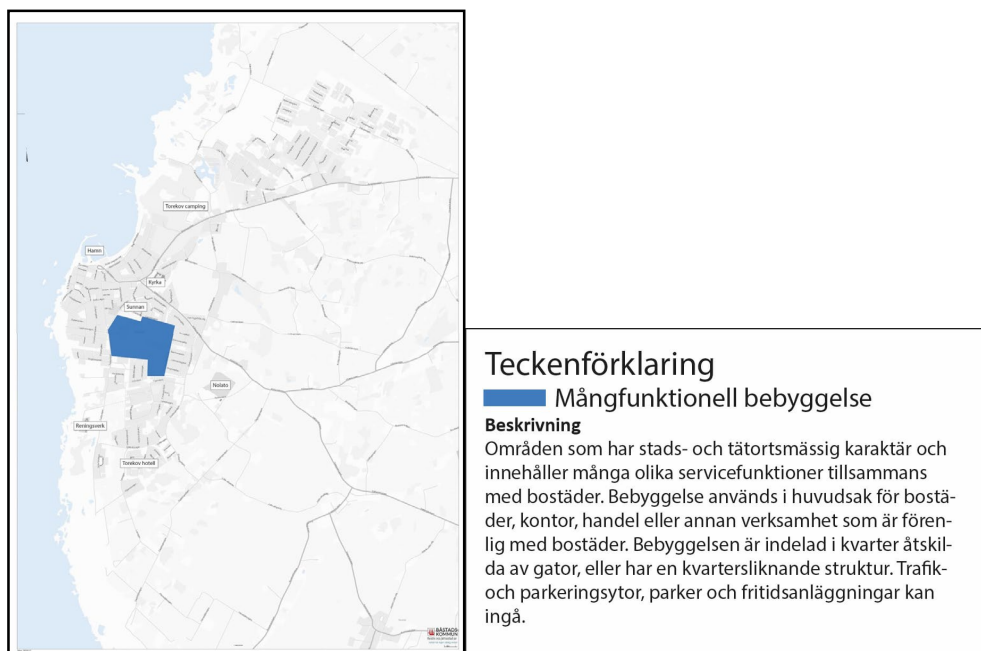 Torekov camping
Hamn
Kyrka
Sunnan
Nelato
Reningsverk
Torekov hotell
BÅSTADS
KOMMUN
Teckenförklaring
Mångfunktionell bebyggelse
Beskrivning
Områden som har stads- och tätortsmässig karaktär och
innehåller många olika servicefunktioner tillsammans
med bostäder. Bebyggelse används i huvudsak för bostä-
der, kontor, handel eller annan verksamhet som är fören-
lig med bostäder. Bebyggelsen är indelad i kvarter åtskil-
da av gator, eller har en kvartersliknande struktur. Trafik-
och parkeringsytor, parker och fritidsanläggningar kan
ingå.